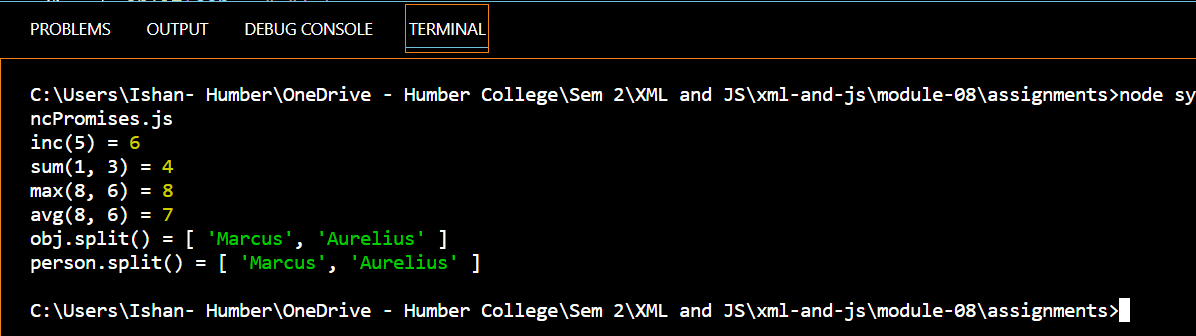 PROBLEMS OUTPUT DEBUG CONSOLE TERMINAL
C:\Users\Ishan- Humber\OneDrive - Humber College\Sem 2\XML and JS\xml-and-js\module-08\assignments>node sy
ncPromises.js
inc(5) = 6
sum(1, 3) = 4
max(8, 6) = 8
avg(8, 6) = 7
obj.split() = [ 'Marcus', 'Aurelius' ]
person.split() = [ 'Marcus', 'Aurelius' ]
C:\Users\Ishan- Humber\OneDrive - Humber College\Sem 2\XML and JS\xml-and-js\module-08\assignments>